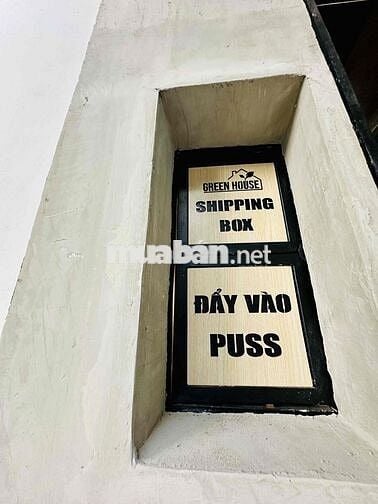 GREEN HOUSE
SHIPPING
BOX
muaban.net
ĐẨY VÀO
PUSS